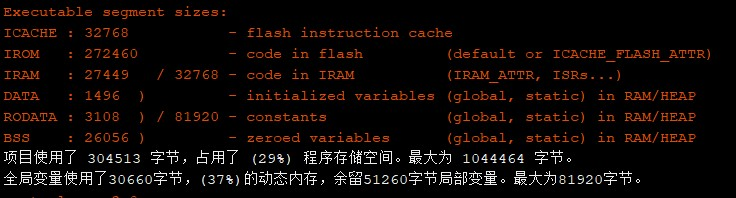 Executable segment sizes:
ICACHE : 32768 - flash instruction cache
IROM : 272460 - code in flash (default or ICACHE_FLASH_ATTR)
IRAM : 27449 / 32768 - code in IRAM (IRAM_ATTR, ISRs...)
DATA : 1496 ) - initialized variables (global, static) in RAM/HEAP
RODATA : 3108 ) / 81920 - constants (global, static) in RAM/HEAP
BSS : 26056 ) - zeroed variables (global, static) in RAM/HEAP
项目使用了 304513 字节，占用了 (29%) 程序存储空间。最大为 1044464 字节。
全局变量使用了30660字节，(37%)的动态内存，余留51260字节局部变量。最大为81920字节。